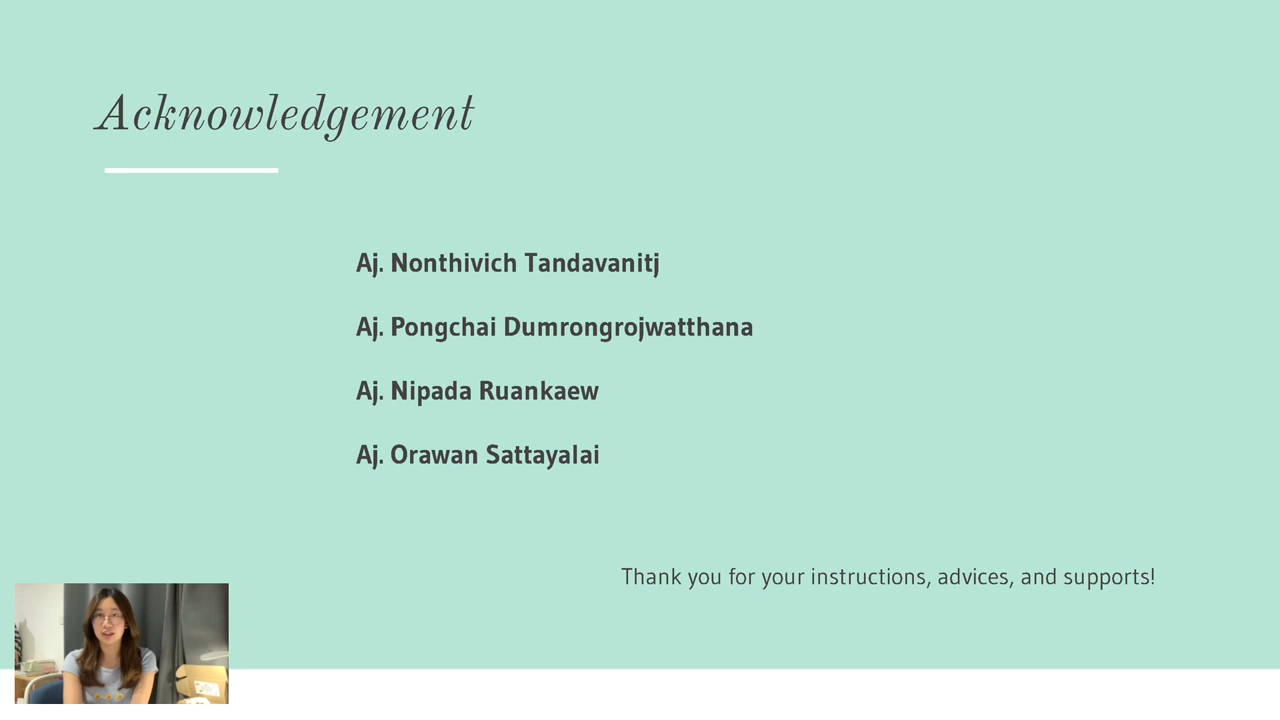 Acknowledgement
Aj. Nonthivich Tandavanitj
Aj. Pongchai Dumrongrojwatthana
Aj. Nipada Ruankaew
Aj. Orawan Sattayalai
Thank you for your instructions, advices, and supports!